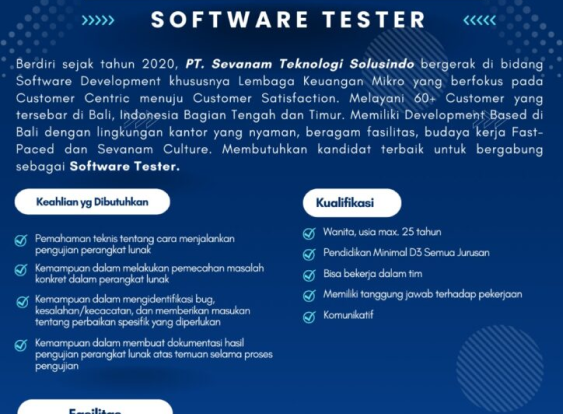 SOFTWARE TESTER
Berdiri sejak tahun 2020, PT. Sevanam Teknologi Solusindo bergerak di bidang
Software Development khususnya Lembaga Keuangan Mikro yang berfokus pada
Customer Centric menuju Customer Satisfaction. Melayani 60+ Customer yang
tersebar di Bali, Indonesia Bagian Tengah dan Timur. Memiliki Development Based di
Bali dengan lingkungan kantor yang nyaman, beragam fasilitas, budaya kerja Fast-
Paced dan Sevanam Culture. Membutuhkan kandidat terbaik untuk bergabung
sebagai Software Tester.
Keahlian yg Dibutuhkan
Pemahaman teknis tentang cara menjalankan
pengujian perangkat lunak
Kemampuan dalam melakukan pemecahan masalah
konkret dalam perangkat lunak
Kemampuan dalam mengidentifikasi bug,
kesalahan/kecacatan, dan memberikan masukan
tentang perbaikan spesifik yang diperlukan
Kemampuan dalam membuat dokumentasi hasil
pengujian perangkat lunak atas temuan selama proses
pengujian
Kualifikasi
Wanita, usia max. 25 tahun
Pendidikan Minimal D3 Semua Jurusan
Bisa bekerja dalam tim
Memiliki tanggung jawab terhadap pekerjaan
Komunikatif
Fasilitas